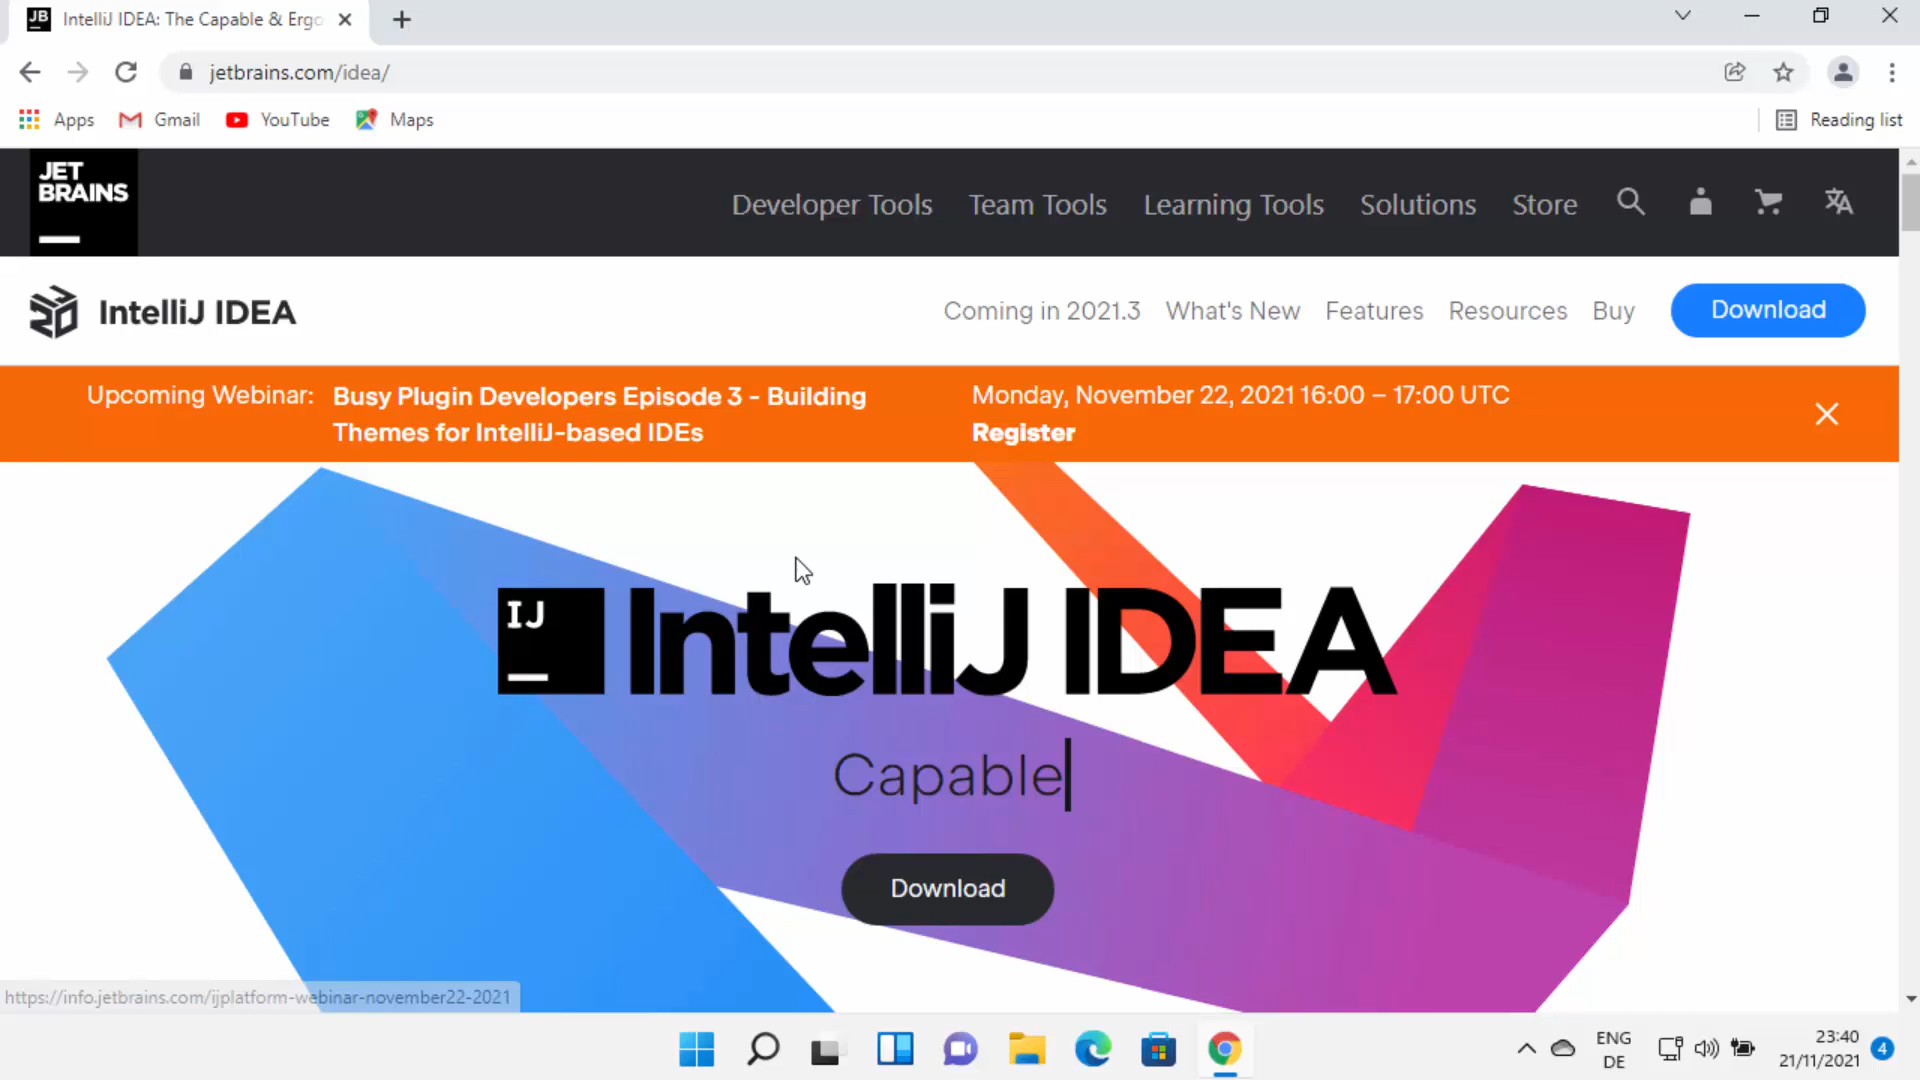 IntelliJ IDEA: The Capable & Ergo
jetbrains.com/idea/
Apps
Gmail
YouTube
Maps
Reading list
JET
BRAINS
Developer Tools
Team Tools
Learning Tools
Solutions
Store
IntelliJ IDEA
Coming in 2021.3
What's New
Features
Resources
Buy
Download
Upcoming Webinar:
Busy Plugin Developers Episode 3 - Building
Themes for IntelliJ-based IDEs
Monday, November 22, 2021 16:00 – 17:00 UTC
Register
IJ
IntelliJ IDEA
Capable
Download
https://info.jetbrains.com/ijplatform-webinar-november22-2021
ENG
DE
23:40
21/11/2021
4